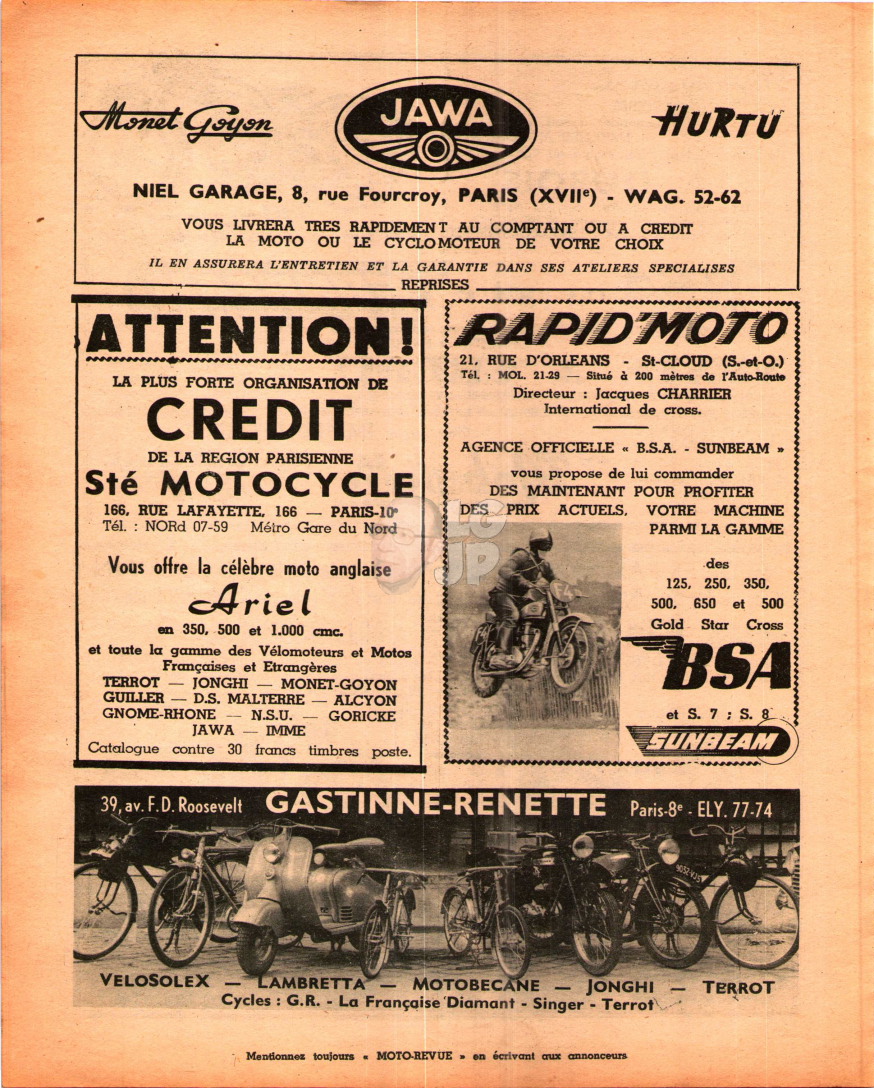 Monet Goyon
JAWA
HURTU
NIEL GARAGE, 8, rue Fourcroy, PARIS (XVIIe) - WAG. 52-62
VOUS LIVRERA TRES RAPIDEMENT AU COMPTANT OU A CREDIT
LA MOTO OU LE CYCLOMOTEUR DE VOTRE CHOIX
IL EN ASSURERA L'ENTRETIEN ET LA GARANTIE DANS SES ATELIERS SPECIALISES
REPRISES
ATTENTION!
LA PLUS FORTE ORGANISATION DE
CREDIT
DE LA REGION PARISIENNE
Sté MOTOCYCLE
166, RUE LAFAYETTE, 166 — PARIS-10e
Tél. : NORd 07-59 Métro Gare du Nord
Vous offre la célèbre moto anglaise
Ariel
en 350, 500 et 1.000 cmc.
et toute la gamme des Vélomoteurs et Motos
Françaises et Etrangères
TERROT — JONGHI — MONET-GOYON
GUILLER — D.S. MALTERRE — ALCYON
GNOME-RHONE — N.S.U. — GORICKE
JAWA — IMME
Catalogue contre 30 francs timbres poste.
RAPID'MOTO
21, RUE D'ORLEANS - St-CLOUD (S.-et-O.)
Tél. : MOL. 21-29 — Situé à 200 mètres de l'Auto-Route
Directeur : Jacques CHARRIER
International de cross.
AGENCE OFFICIELLE « B.S.A. - SUNBEAM »
vous propose de lui commander
DES MAINTENANT POUR PROFITER
DES PRIX ACTUELS, VOTRE MACHINE
PARMI LA GAMME
des
125, 250, 350,
500, 650 et 500
Gold Star Cross
BSA
et S. 7 ; S. 8
SUNBEAM
LG
JP
39, av. F.D. Roosevelt GASTINNE-RENETTE Paris-8e - ELY. 77-74
VELOSOLEX — LAMBRETTA — MOTOBECANE — JONGHI — TERROT
Cycles : G.R. - La Française Diamant - Singer - Terrot
Mentionnez toujours « MOTO-REVUE » en écrivant aux annonceurs